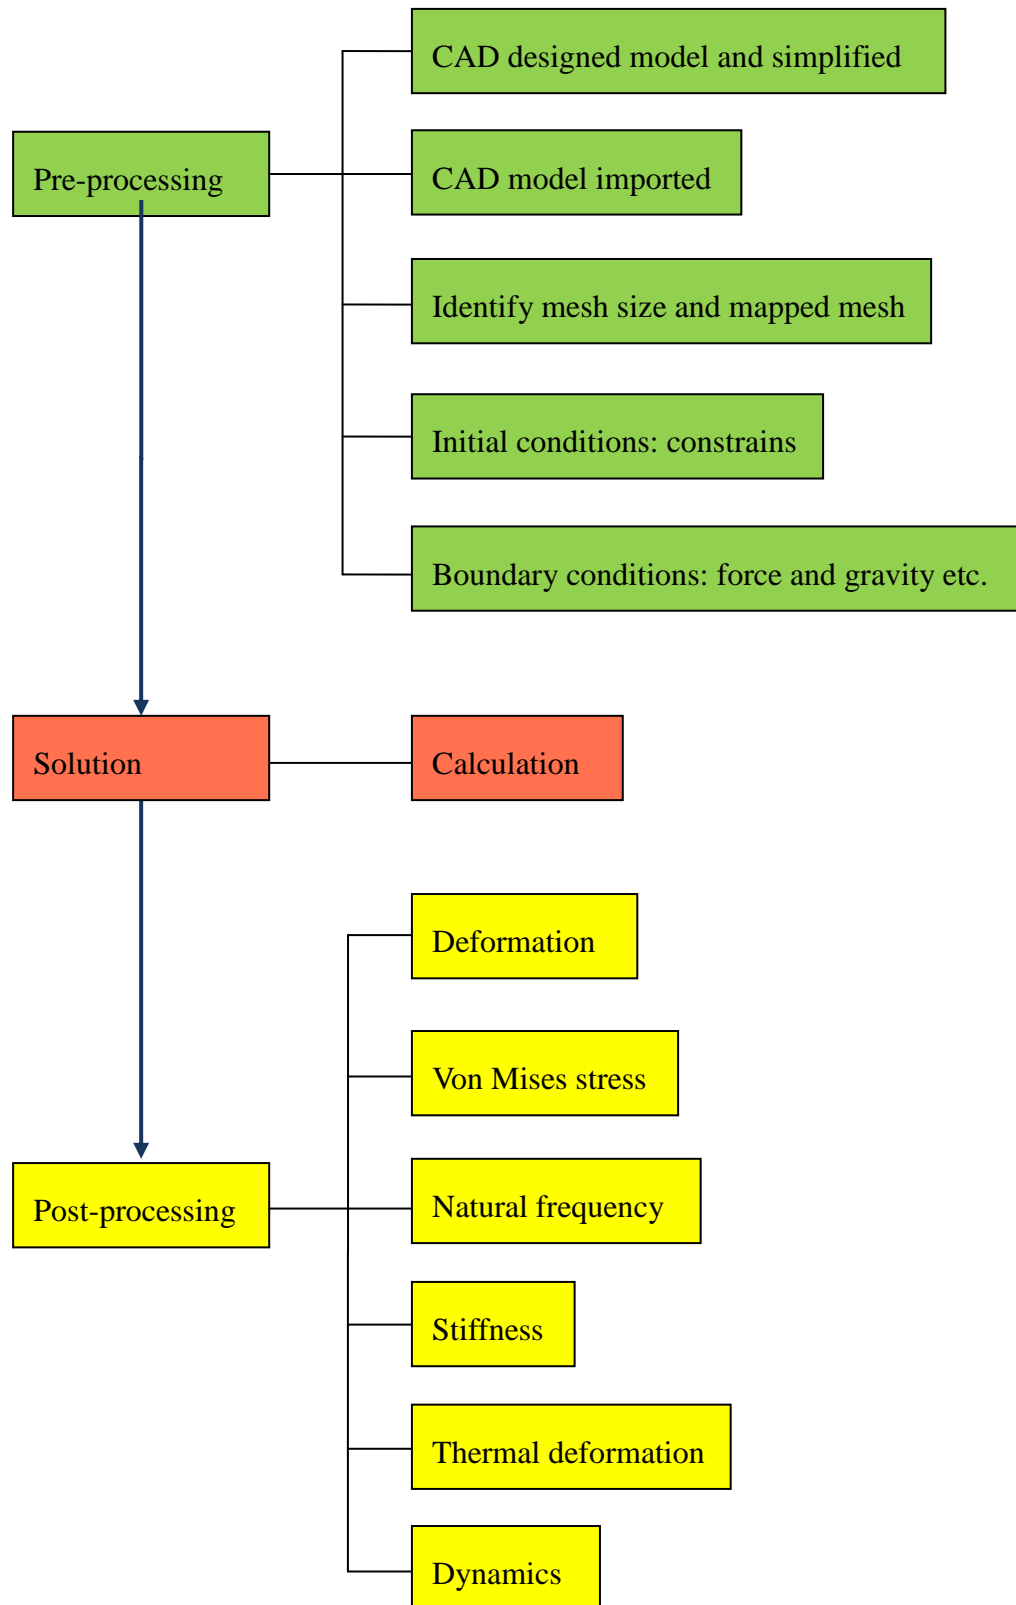 Pre-processing
CAD designed model and simplified
CAD model imported
Identify mesh size and mapped mesh
Initial conditions: constrains
Boundary conditions: force and gravity etc.
Solution
Calculation
Post-processing
Deformation
Von Mises stress
Natural frequency
Stiffness
Thermal deformation
Dynamics